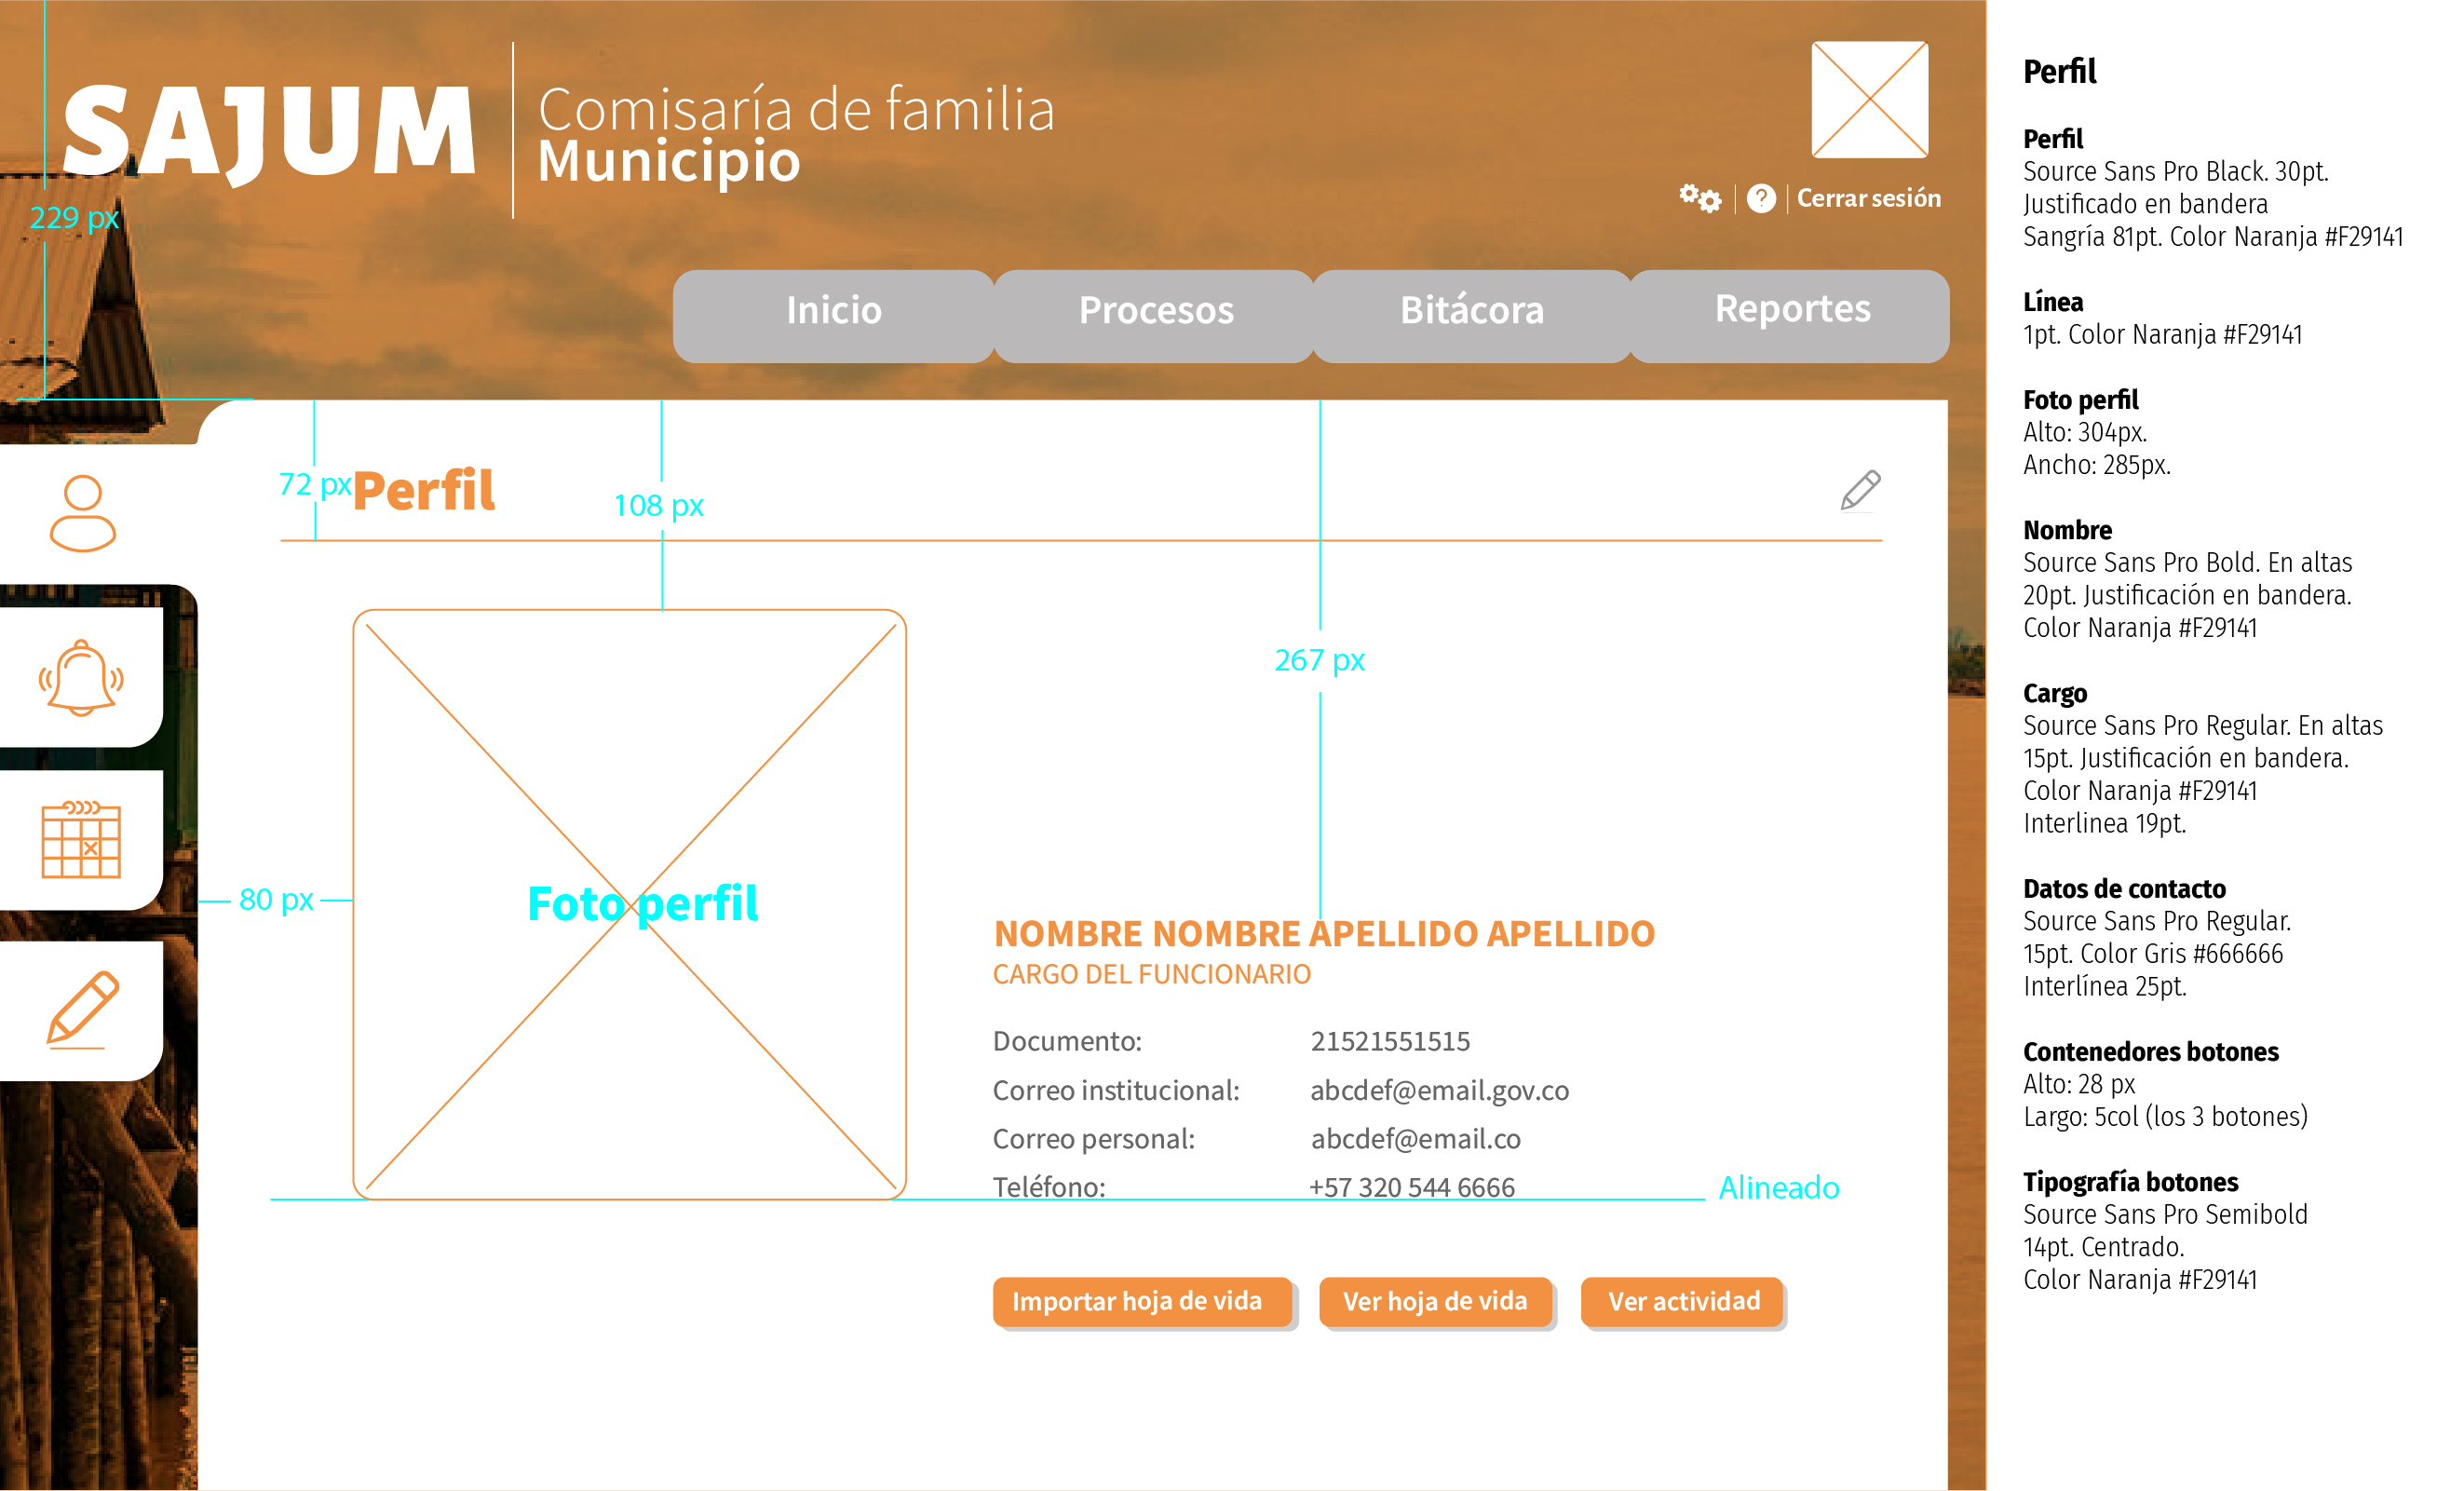 SAJUM
Comisaría de familia
Municipio
229 px
? Cerrar sesión
Inicio
Procesos
Bitácora
Reportes
72 px
Perfil
108 px
267 px
80 px
Foto perfil
NOMBRE NOMBRE APELLIDO APELLIDO
CARGO DEL FUNCIONARIO
Documento: 21521551515
Correo institucional: abcdef@email.gov.co
Correo personal: abcdef@email.co
Teléfono: +57 320 544 6666
Alineado
Importar hoja de vida
Ver hoja de vida
Ver actividad
Perfil
Perfil
Source Sans Pro Black. 30pt.
Justificado en bandera
Sangría 81pt. Color Naranja #F29141
Línea
1pt. Color Naranja #F29141
Foto perfil
Alto: 304px.
Ancho: 285px.
Nombre
Source Sans Pro Bold. En altas
20pt. Justificación en bandera.
Color Naranja #F29141
Cargo
Source Sans Pro Regular. En altas
15pt. Justificación en bandera.
Color Naranja #F29141
Interlinea 19pt.
Datos de contacto
Source Sans Pro Regular.
15pt. Color Gris #666666
Interlínea 25pt.
Contenedores botones
Alto: 28 px
Largo: 5col (los 3 botones)
Tipografía botones
Source Sans Pro Semibold
14pt. Centrado.
Color Naranja #F29141